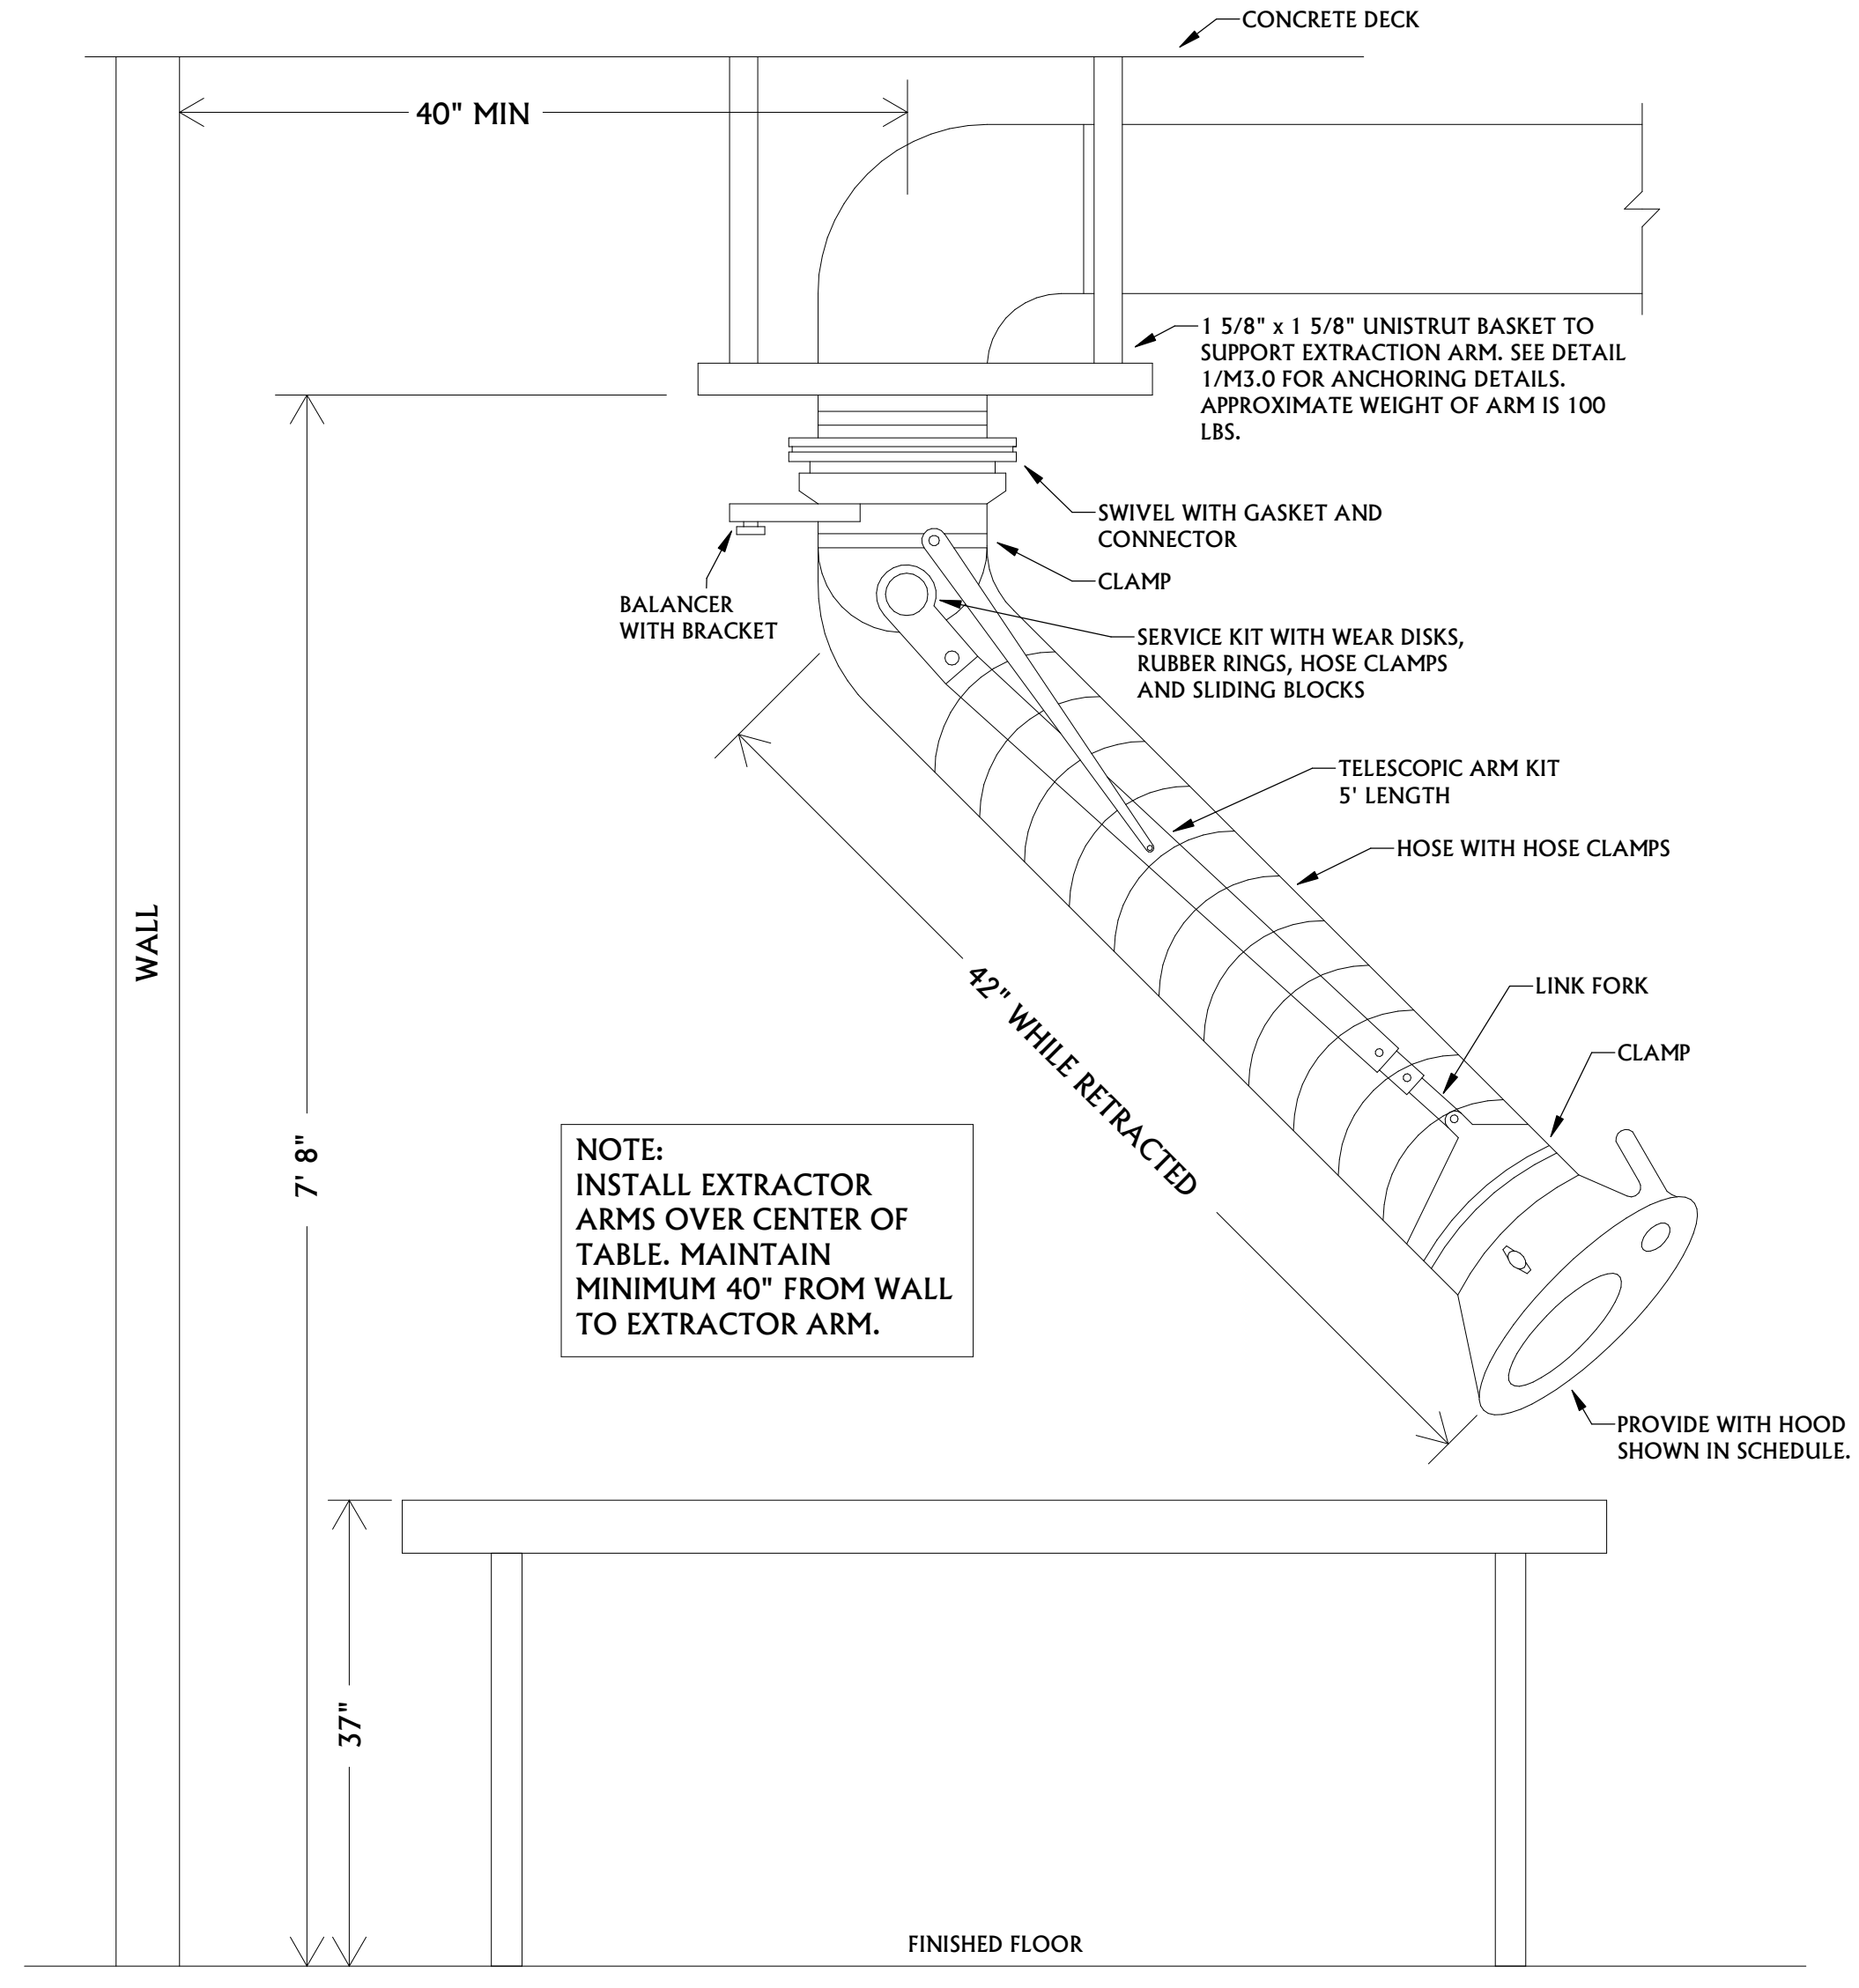 CONCRETE DECK
40" MIN
1 5/8" x 1 5/8" UNISTRUT BASKET TO
SUPPORT EXTRACTION ARM. SEE DETAIL
1/M3.0 FOR ANCHORING DETAILS.
APPROXIMATE WEIGHT OF ARM IS 100
LBS.
SWIVEL WITH GASKET AND
CONNECTOR
CLAMP
BALANCER
WITH BRACKET
SERVICE KIT WITH WEAR DISKS,
RUBBER RINGS, HOSE CLAMPS
AND SLIDING BLOCKS
TELESCOPIC ARM KIT
5' LENGTH
HOSE WITH HOSE CLAMPS
WALL
42" WHILE RETRACTED
LINK FORK
CLAMP
7' 8"
NOTE:
INSTALL EXTRACTOR
ARMS OVER CENTER OF
TABLE. MAINTAIN
MINIMUM 40" FROM WALL
TO EXTRACTOR ARM.
PROVIDE WITH HOOD
SHOWN IN SCHEDULE.
37"
FINISHED FLOOR